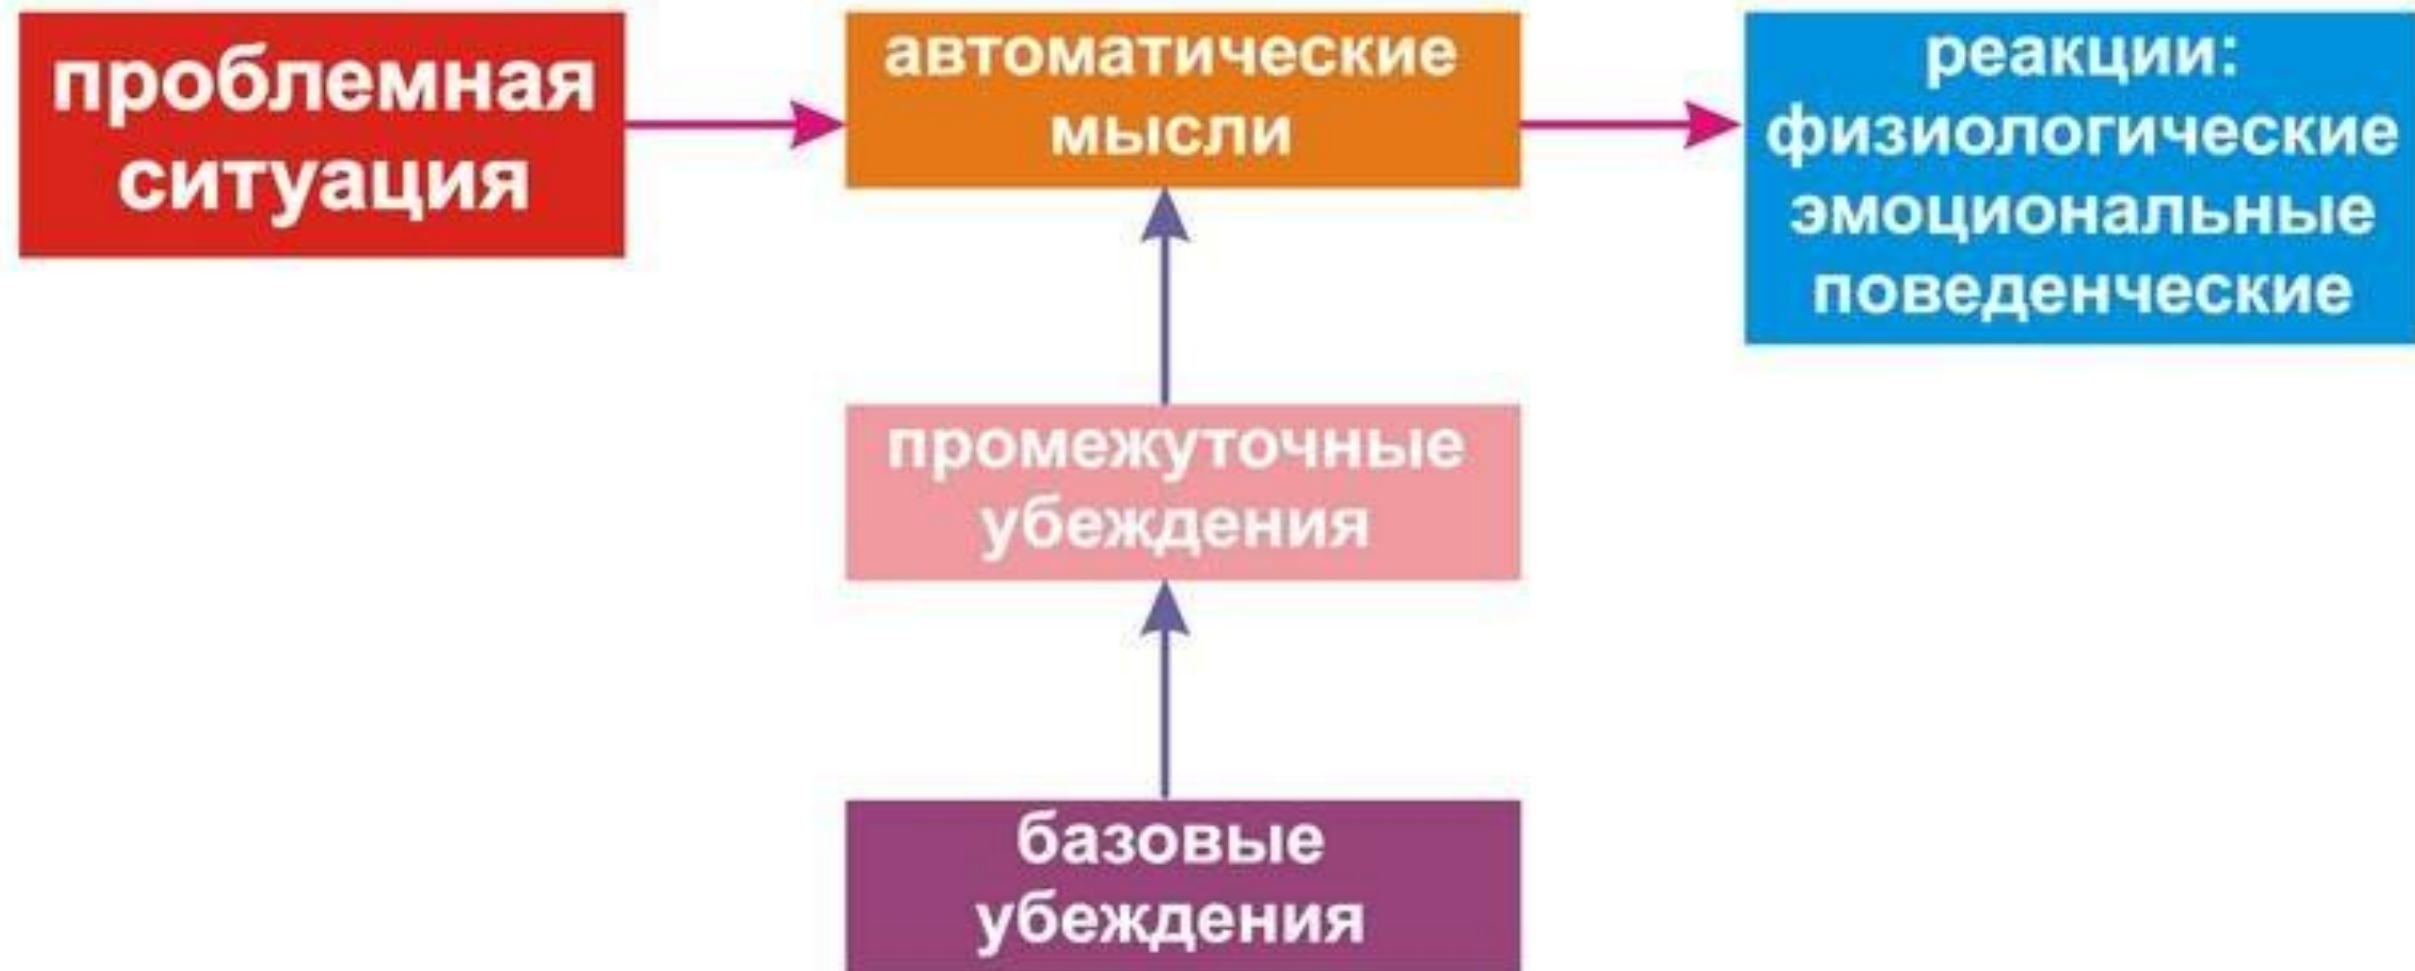 проблемная
ситуация
автоматические
мысли
реакции:
физиологические
эмоциональные
поведенческие
промежуточные
убеждения
базовые
убеждения